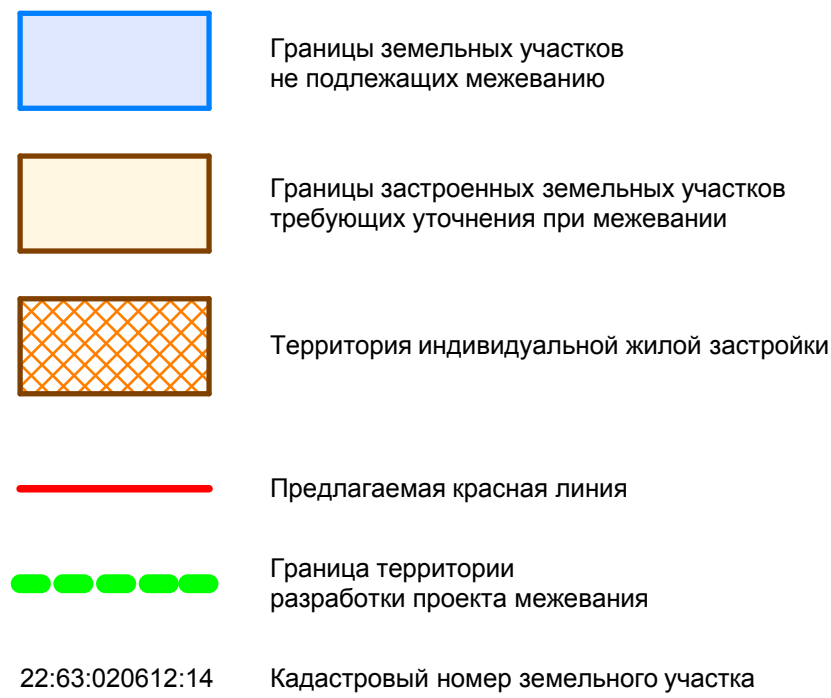 Границы земельных участков
не подлежащих межеванию
Границы застроенных земельных участков
требующих уточнения при межевании
Территория индивидуальной жилой застройки
Предлагаемая красная линия
Граница территории
разработки проекта межевания
22:63:020612:14 Кадастровый номер земельного участка